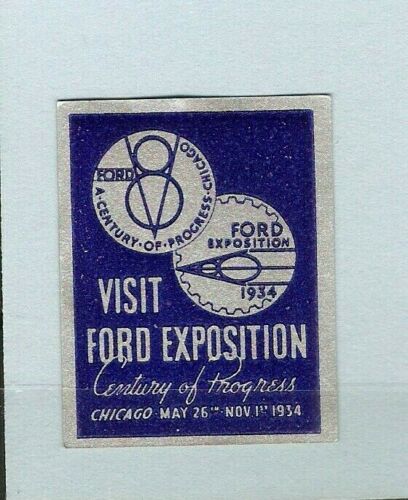 8
FORD V
A·CENTURY·OF·PROGRESS·CHICAGO
FORD
EXPOSITION
1934
VISIT
FORD EXPOSITION
Century of Progress
CHICAGO MAY 26TH-NOV. 1ST 1934